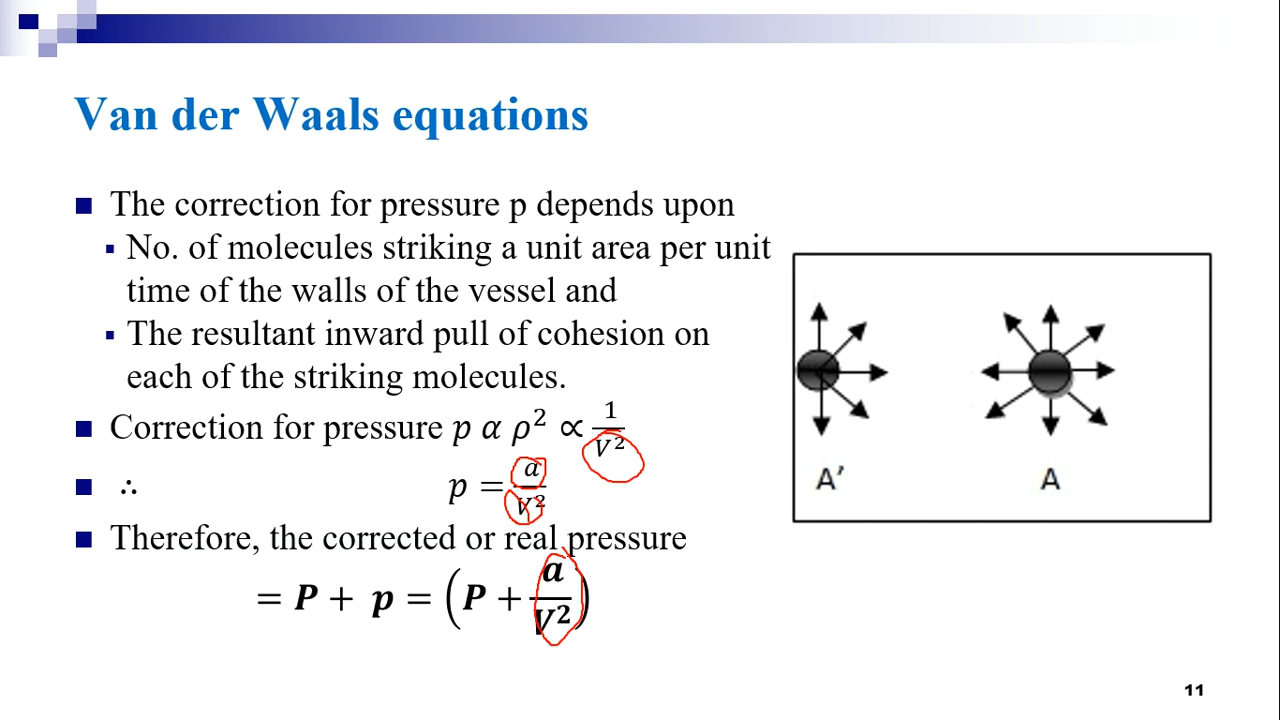 Van der Waals equations
■ The correction for pressure p depends upon
▪ No. of molecules striking a unit area per unit
time of the walls of the vessel and
▪ The resultant inward pull of cohesion on
each of the striking molecules.
■ Correction for pressure p α ρ² ∝ 1/V²
■ ∴ p = a/V²
■ Therefore, the corrected or real pressure
= P + p = (P + a/V²)
A′ A
11